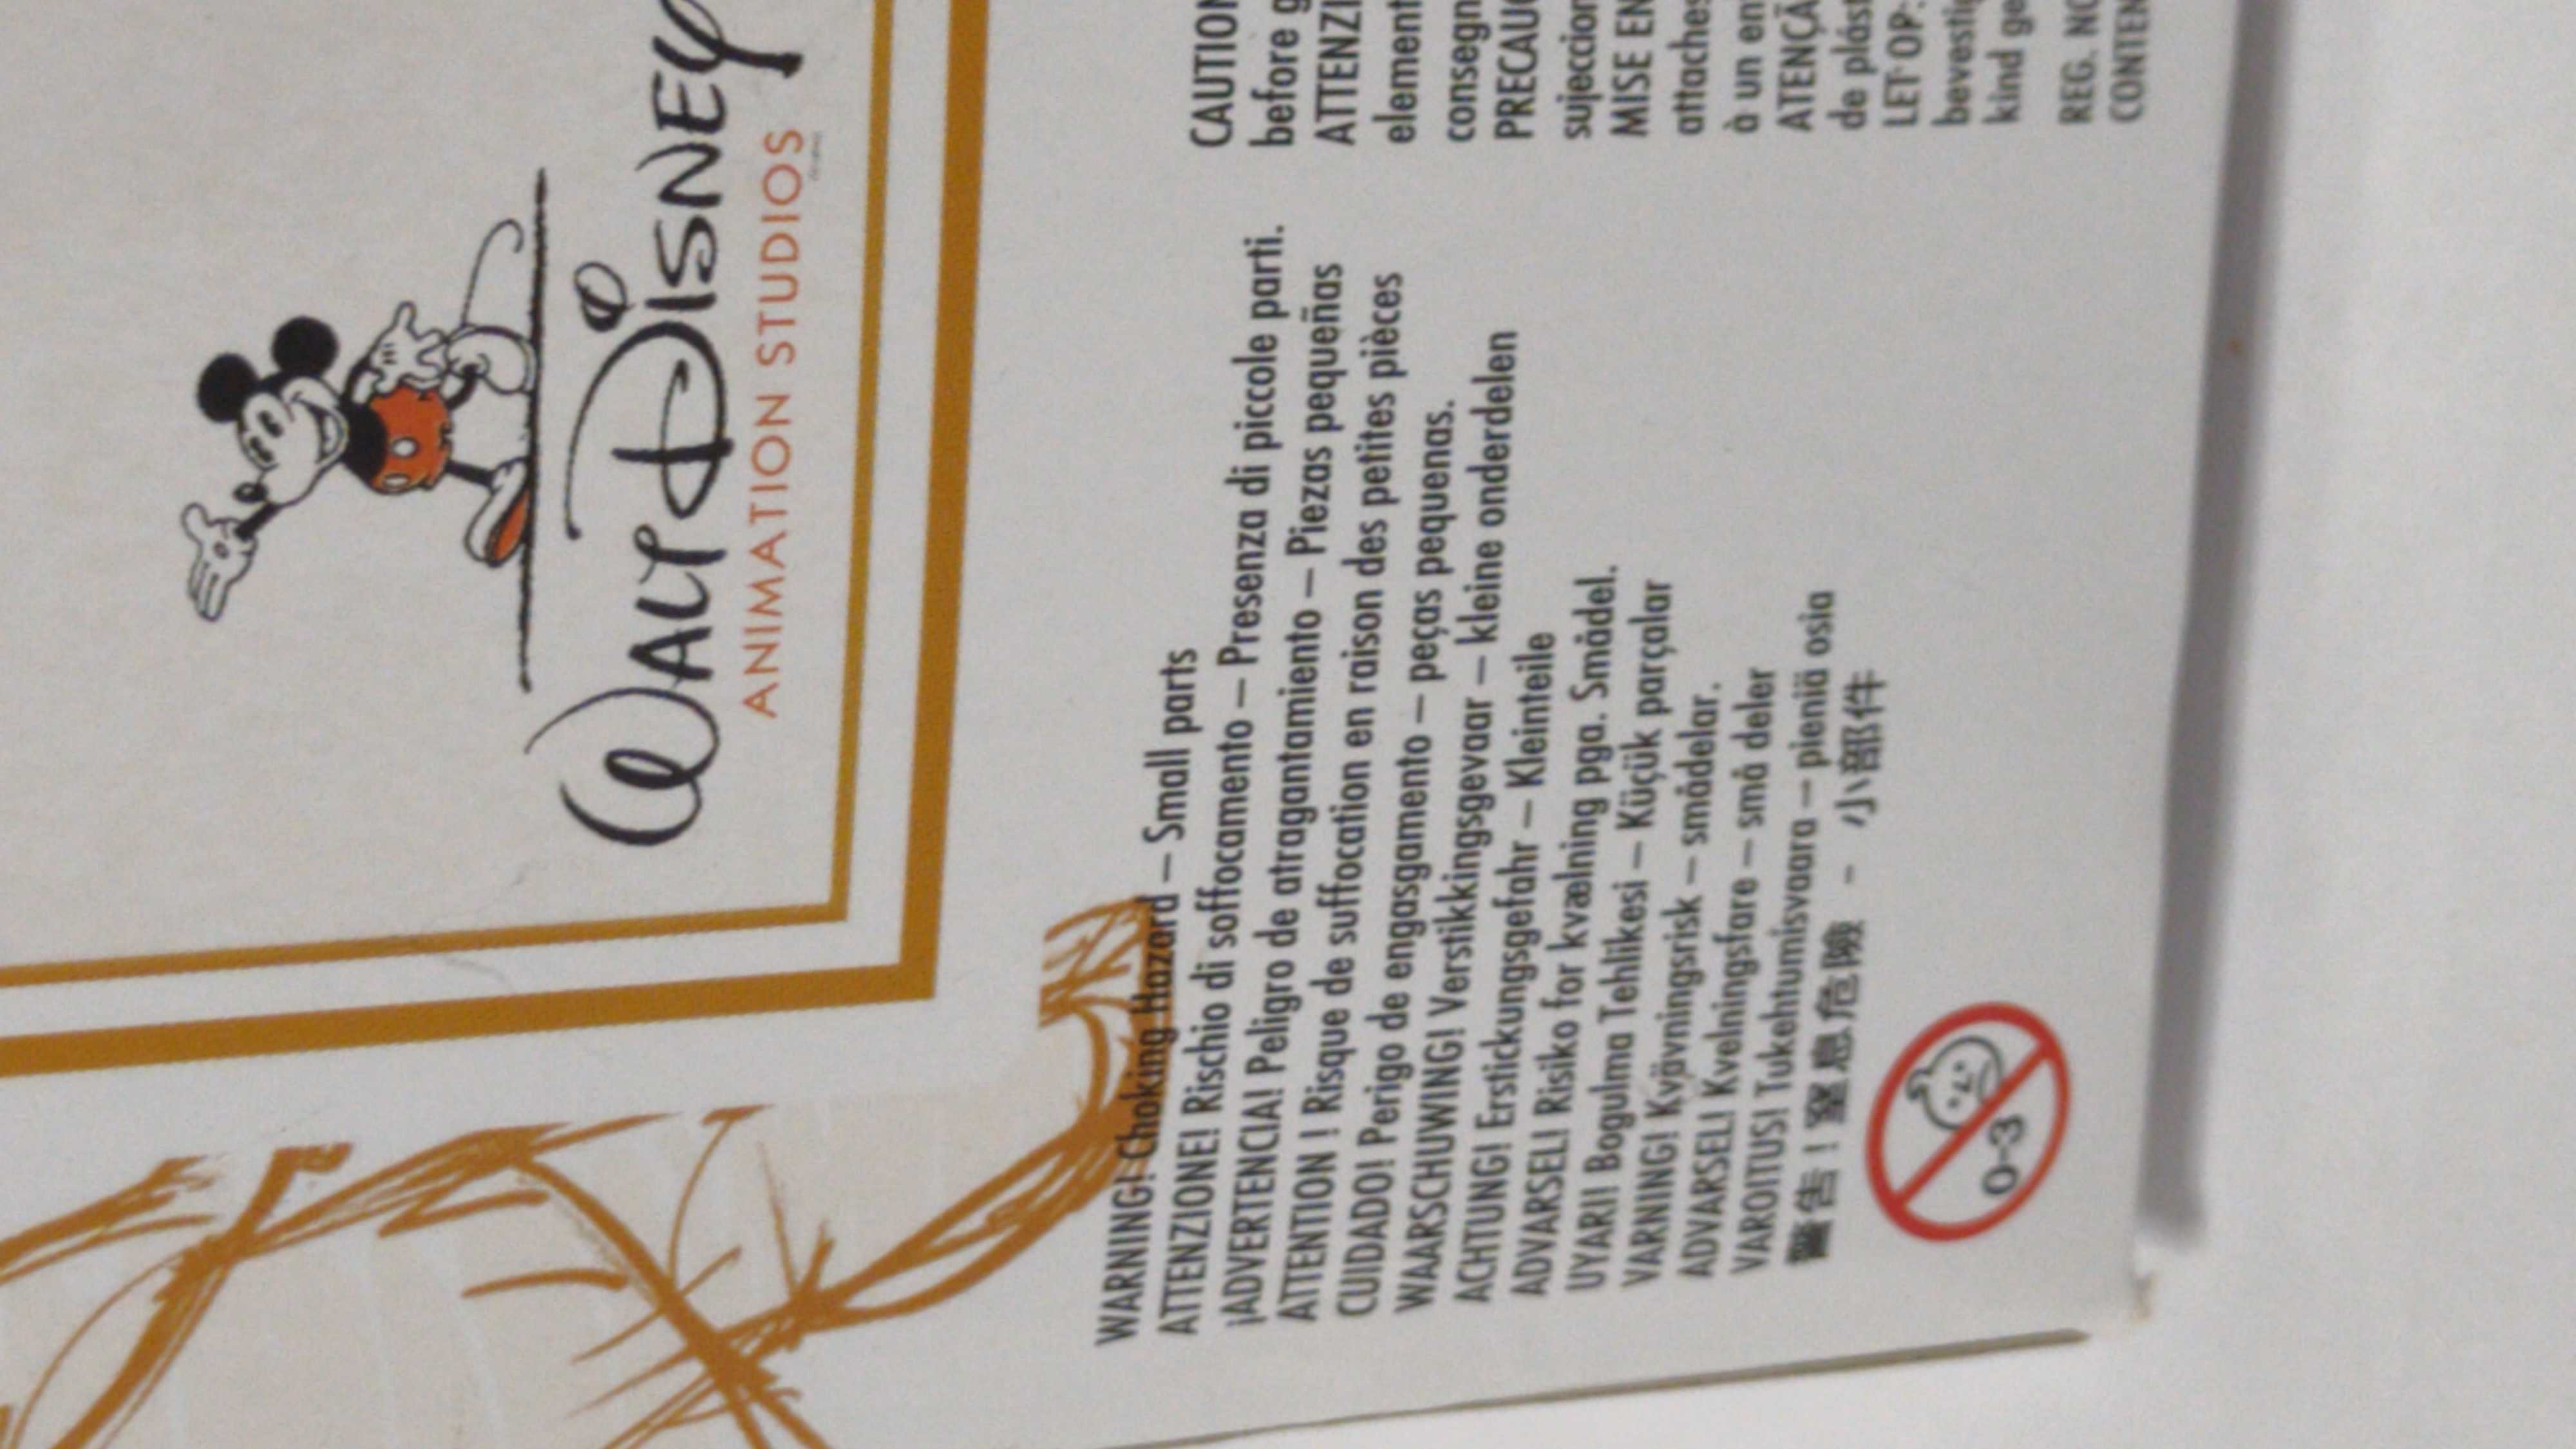 WALT DISNEY
ANIMATION STUDIOS
WARNING! Choking Hazard – Small parts
ATTENZIONE! Rischio di soffocamento – Presenza di piccole parti.
¡ADVERTENCIA! Peligro de atragantamiento – Piezas pequeñas
ATTENTION ! Risque de suffocation en raison des petites pièces
CUIDADO! Perigo de engasgamento – peças pequenas.
WAARSCHUWING! Verstikkingsgevaar – kleine onderdelen
ACHTUNG! Erstickungsgefahr – Kleinteile
ADVARSEL! Risiko for kvælning pga. Smådel.
UYARI! Bogulma Tehlikesi – Küçük parçalar
VARNING! Kvävningsrisk – smådelar.
ADVARSEL! Kvelningsfare – små deler
VAROITUS! Tukehtumisvaara – pieniä osia
警告！窒息危險 - 小部件
0-3
CAUTION
before g
ATTENZI
element
consegn
PRECAUC
sujeccion
MISE EN
attaches
à un en
ATENÇÃ
de plást
LET OP:
bevestig
kind ge
REG. NO
CONTEN